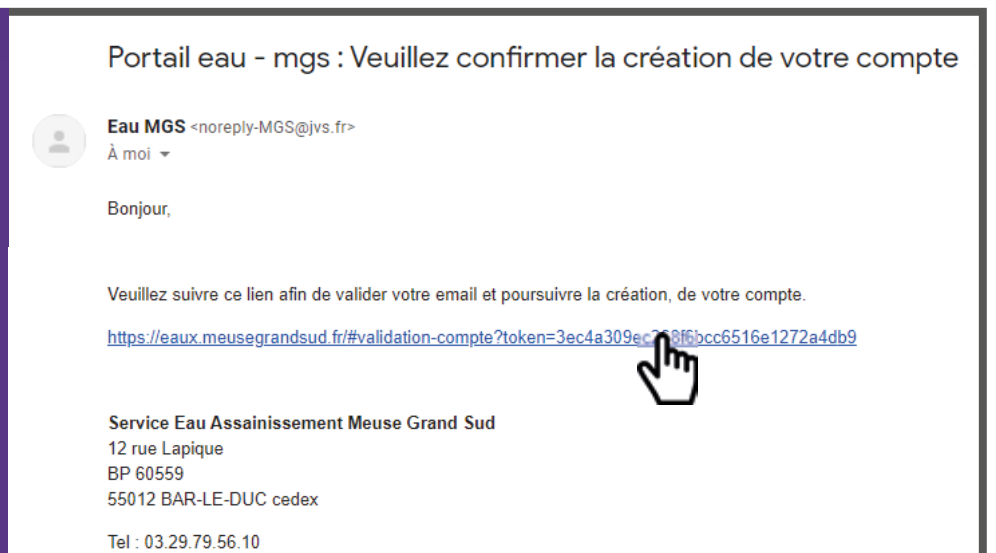 Portail eau - mgs : Veuillez confirmer la création de votre compte
Eau MGS <noreply-MGS@jvs.fr>
À moi
Bonjour,
Veuillez suivre ce lien afin de valider votre email et poursuivre la création, de votre compte.
https://eaux.meusegrandsud.fr/#validation-compte?token=3ec4a309ec
Service Eau Assainissement Meuse Grand Sud
12 rue Lapique
BP 60559
55012 BAR-LE-DUC cedex
Tel : 03.29.79.56.10